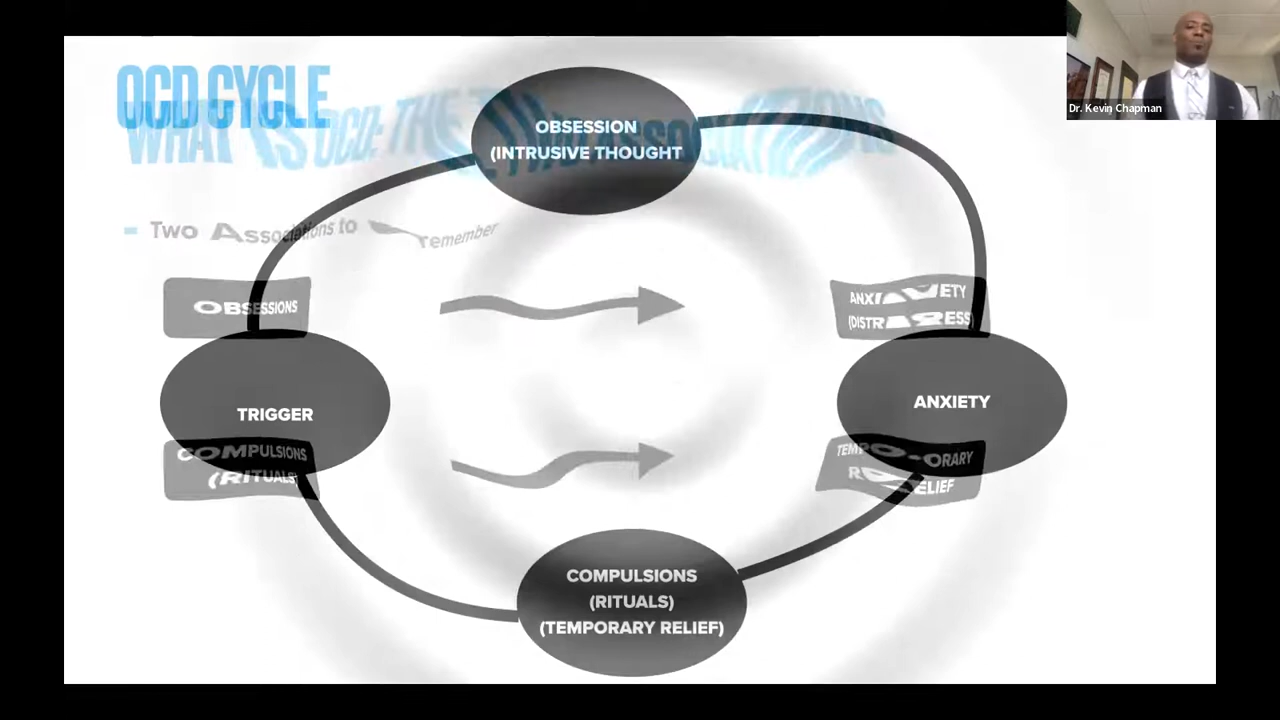 OCD CYCLE
WHAT IS OCD: THE TWO ASSOCIATIONS
Two Associations to remember
OBSESSION
(INTRUSIVE THOUGHT
OBSESSIONS
ANXIETY
(DISTRESS)
TRIGGER
ANXIETY
COMPULSIONS
(RITUALS)
TEMPORARY
RELIEF
COMPULSIONS
(RITUALS)
(TEMPORARY RELIEF)
Dr. Kevin Chapman